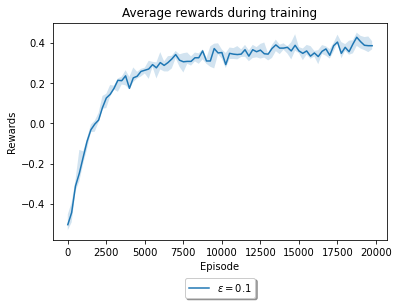 Average rewards during training
Rewards
0.4
0.2
0.0
−0.2
−0.4
0 2500 5000 7500 10000 12500 15000 17500 20000
Episode
ε = 0.1